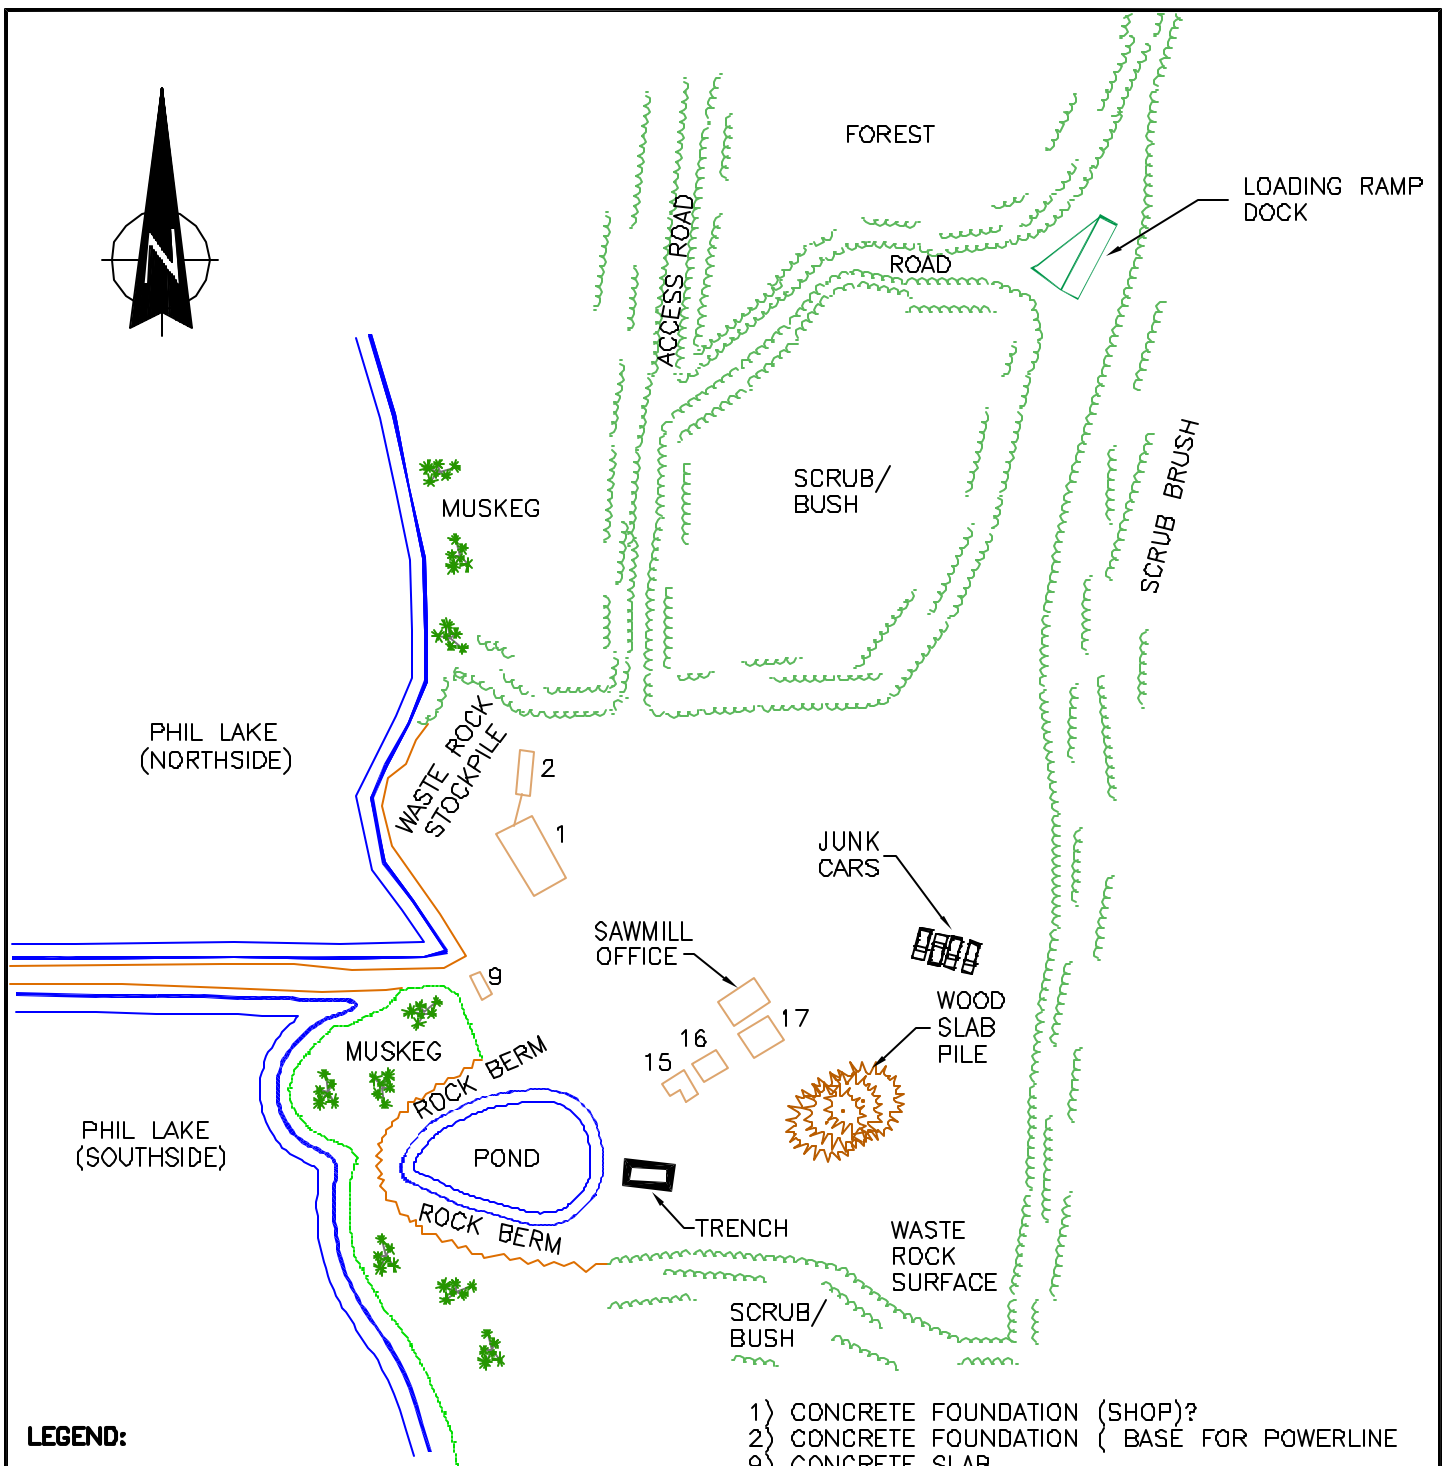 FOREST
LOADING RAMP
DOCK
N
ACCESS ROAD
ROAD
SCRUB/
BUSH
SCRUB BRUSH
MUSKEG
PHIL LAKE
(NORTHSIDE)
WASTE ROCK
STOCKPILE
2
1
JUNK
CARS
SAWMILL
OFFICE
9
WOOD
SLAB
PILE
17
16
15
MUSKEG
ROCK BERM
PHIL LAKE
(SOUTHSIDE)
POND
ROCK BERM
TRENCH
WASTE
ROCK
SURFACE
SCRUB/
BUSH
LEGEND:
1) CONCRETE FOUNDATION (SHOP)?
2) CONCRETE FOUNDATION ( BASE FOR POWERLINE
9) CONCRETE SLAB